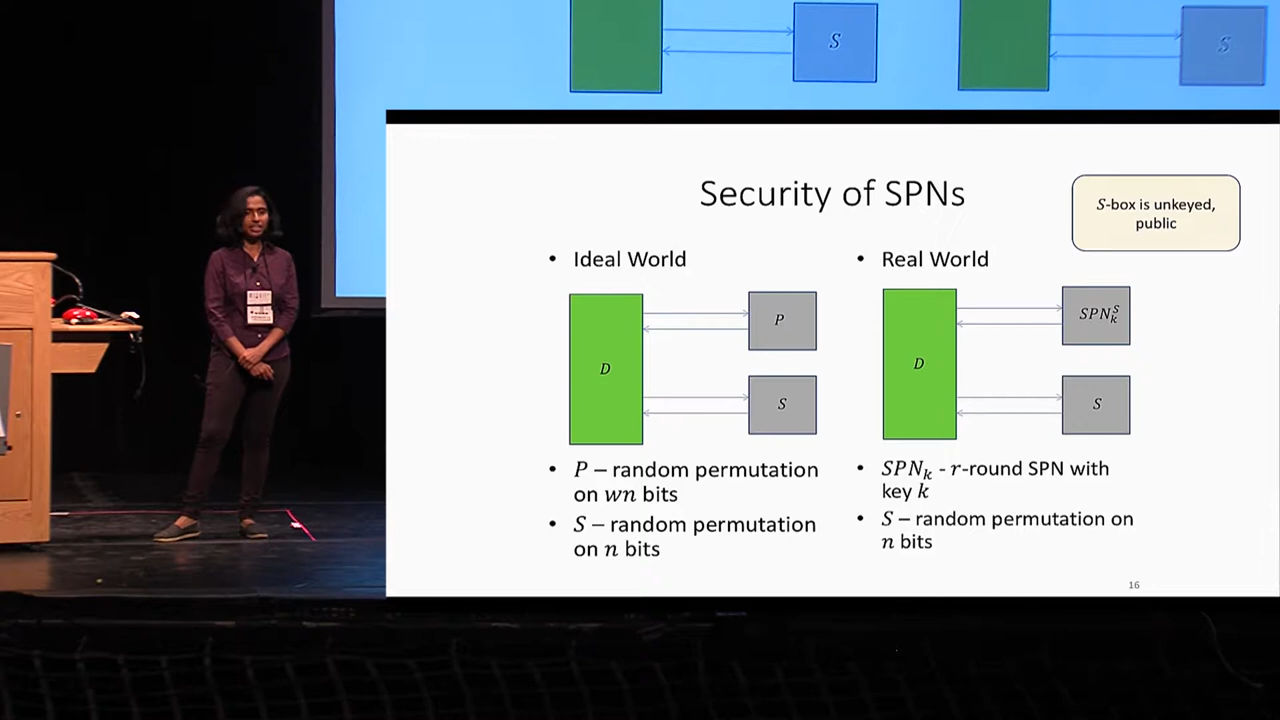 S
S
Security of SPNs
S-box is unkeyed,
public
• Ideal World
• Real World
P
SPN_k^S
D
D
S
S
• P – random permutation
on wn bits
• S – random permutation
on n bits
• SPN_k - r-round SPN with
key k
• S – random permutation on
n bits
16